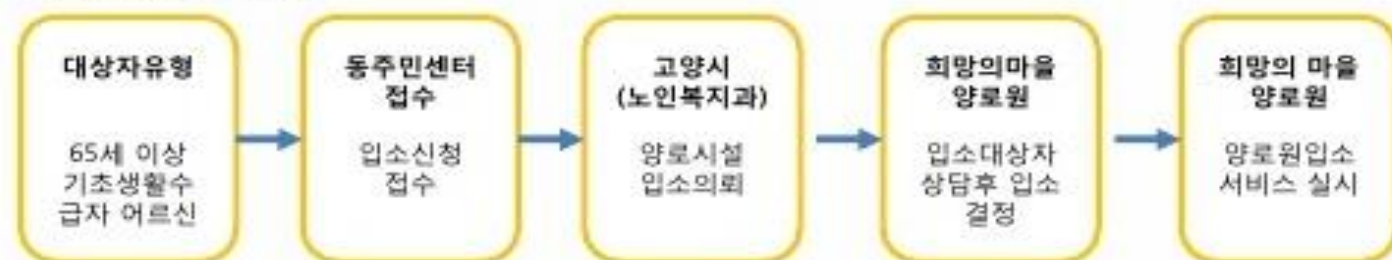 대상자유형
65세 이상
기초생활수
급자 어르신
동주민센터
접수
입소신청
접수
고양시
(노인복지과)
양로시설
입소의뢰
희망의마을
양로원
입소대상자
상담후 입소
결정
희망의 마을
양로원
양로원입소
서비스 실시